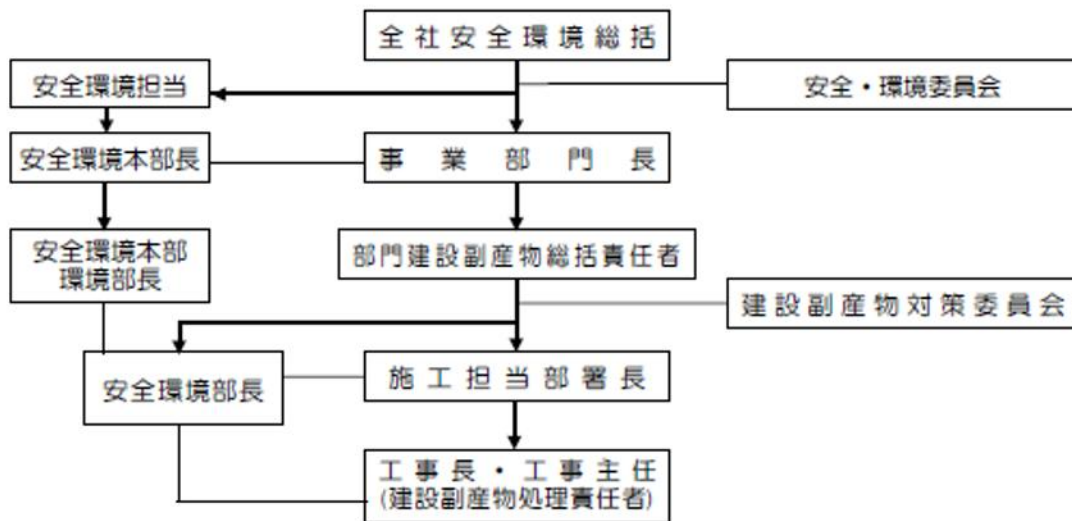 全社安全環境総括
安全環境担当
安全・環境委員会
安全環境本部長
事業部門長
安全環境本部
環境部長
部門建設副産物総括責任者
建設副産物対策委員会
安全環境部長
施工担当部署長
工事長・工事主任
(建設副産物処理責任者)